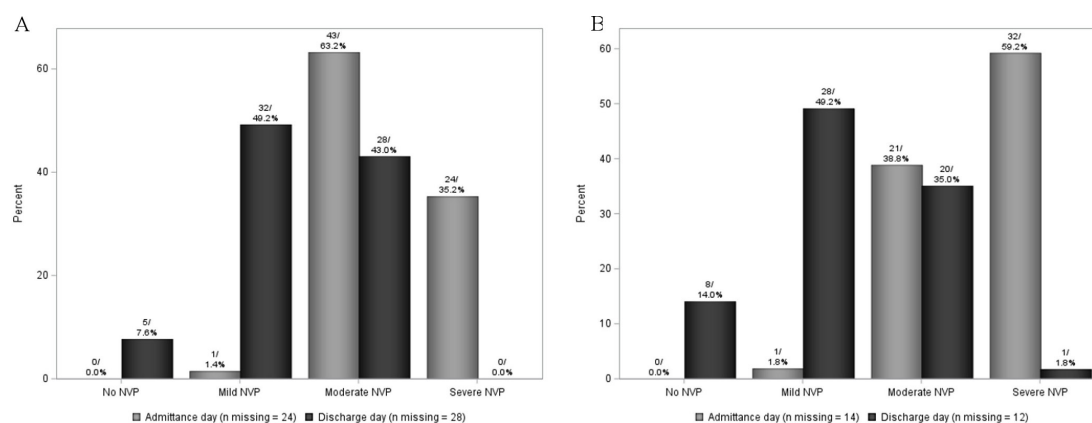 A
Percent
60
40
20
0
0/
0.0%
5/
7.6%
1/
1.4%
32/
49.2%
43/
63.2%
28/
43.0%
24/
35.2%
0/
0.0%
No NVP
Mild NVP
Moderate NVP
Severe NVP
Admittance day (n missing = 24)
Discharge day (n missing = 28)
B
Percent
60
50
40
30
20
10
0
0/
0.0%
8/
14.0%
1/
1.8%
28/
49.2%
21/
38.8%
20/
35.0%
32/
59.2%
1/
1.8%
No NVP
Mild NVP
Moderate NVP
Severe NVP
Admittance day (n missing = 14)
Discharge day (n missing = 12)